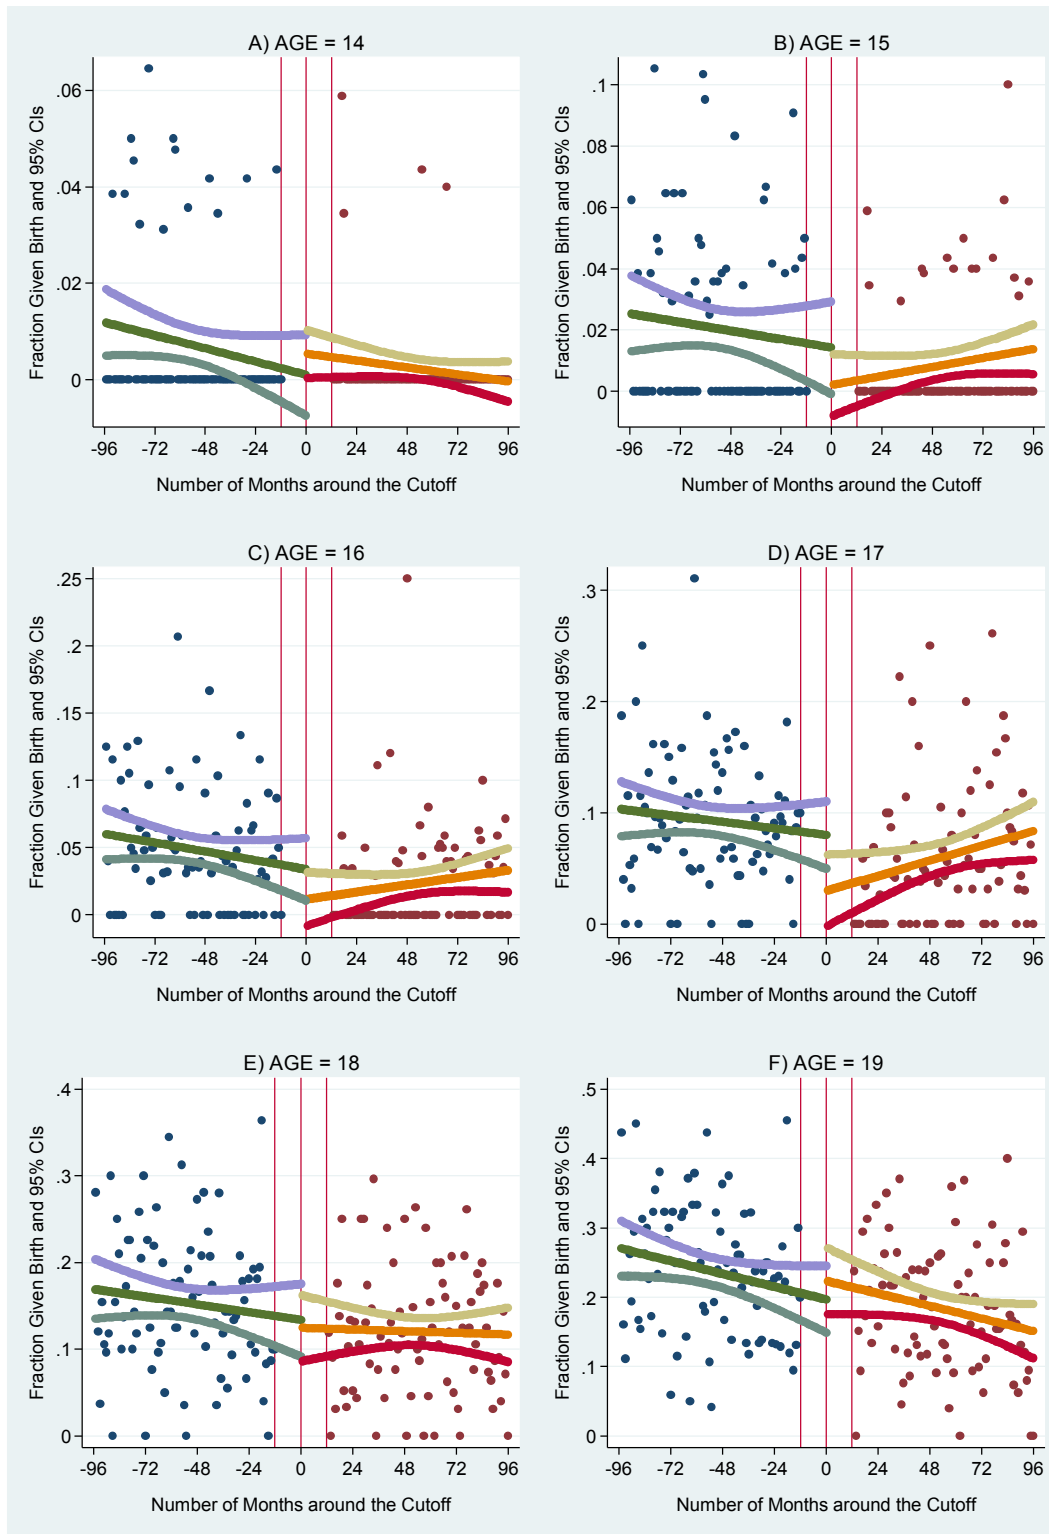 A) AGE = 14
Fraction Given Birth and 95% CIs
.06
.04
.02
0
-96 -72 -48 -24 0 24 48 72 96
Number of Months around the Cutoff
B) AGE = 15
Fraction Given Birth and 95% CIs
.1
.08
.06
.04
.02
0
-96 -72 -48 -24 0 24 48 72 96
Number of Months around the Cutoff
C) AGE = 16
Fraction Given Birth and 95% CIs
.25
.2
.15
.1
.05
0
-96 -72 -48 -24 0 24 48 72 96
Number of Months around the Cutoff
D) AGE = 17
Fraction Given Birth and 95% CIs
.3
.2
.1
0
-96 -72 -48 -24 0 24 48 72 96
Number of Months around the Cutoff
E) AGE = 18
Fraction Given Birth and 95% CIs
.4
.3
.2
.1
0
-96 -72 -48 -24 0 24 48 72 96
Number of Months around the Cutoff
F) AGE = 19
Fraction Given Birth and 95% CIs
.5
.4
.3
.2
.1
0
-96 -72 -48 -24 0 24 48 72 96
Number of Months around the Cutoff